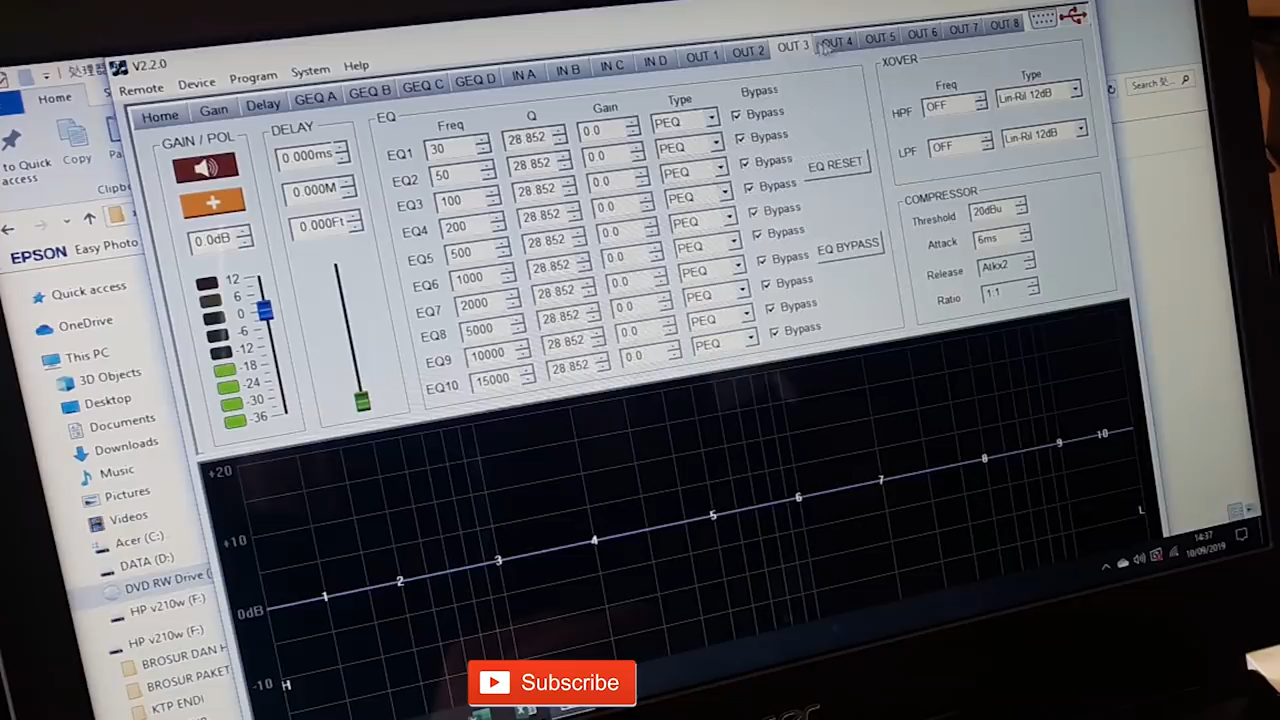 V2.2.0
Remote Device Program System Help
Home Gain Delay GEQ A GEQ B GEQ C GEQ D IN A IN B IN C IN D OUT 1 OUT 2 OUT 3 OUT 4 OUT 5 OUT 6 OUT 7 OUT 8
GAIN / POL
0.0dB
12
6
0
-6
-12
-18
-24
-30
-36
DELAY
0.000ms
0.000M
0.000Ft
EQ
Freq Q Gain Type Bypass
EQ1 30 28.852 0.0 PEQ Bypass
EQ2 50 28.852 0.0 PEQ Bypass
EQ3 100 28.852 0.0 PEQ Bypass
EQ4 200 28.852 0.0 PEQ Bypass
EQ5 500 28.852 0.0 PEQ Bypass
EQ6 1000 28.852 0.0 PEQ Bypass
EQ7 2000 28.852 0.0 PEQ Bypass
EQ8 5000 28.852 0.0 PEQ Bypass
EQ9 10000 28.852 0.0 PEQ Bypass
EQ10 15000 28.852 0.0 PEQ Bypass
EQ RESET
EQ BYPASS
XOVER
Freq Type
HPF OFF Lin-Ril 12dB
LPF OFF Lin-Ril 12dB
COMPRESSOR
Threshold 20dBu
Attack 6ms
Release Atkx2
Ratio 1:1
+20
+10
0dB
-10
1 2 3 4 5 6 7 8 9 10
H
L
Home
to Quick
access
Copy
EPSON Easy Photo
Quick access
OneDrive
This PC
3D Objects
Desktop
Documents
Downloads
Music
Pictures
Videos
Acer (C:)
DATA (D:)
DVD RW Drive (
HP v210w (F:)
HP v210w (F:)
BROSUR DAN H
BROSUR PAKET
KTP ENDI
Search
14:37
10/09/2019
Subscribe